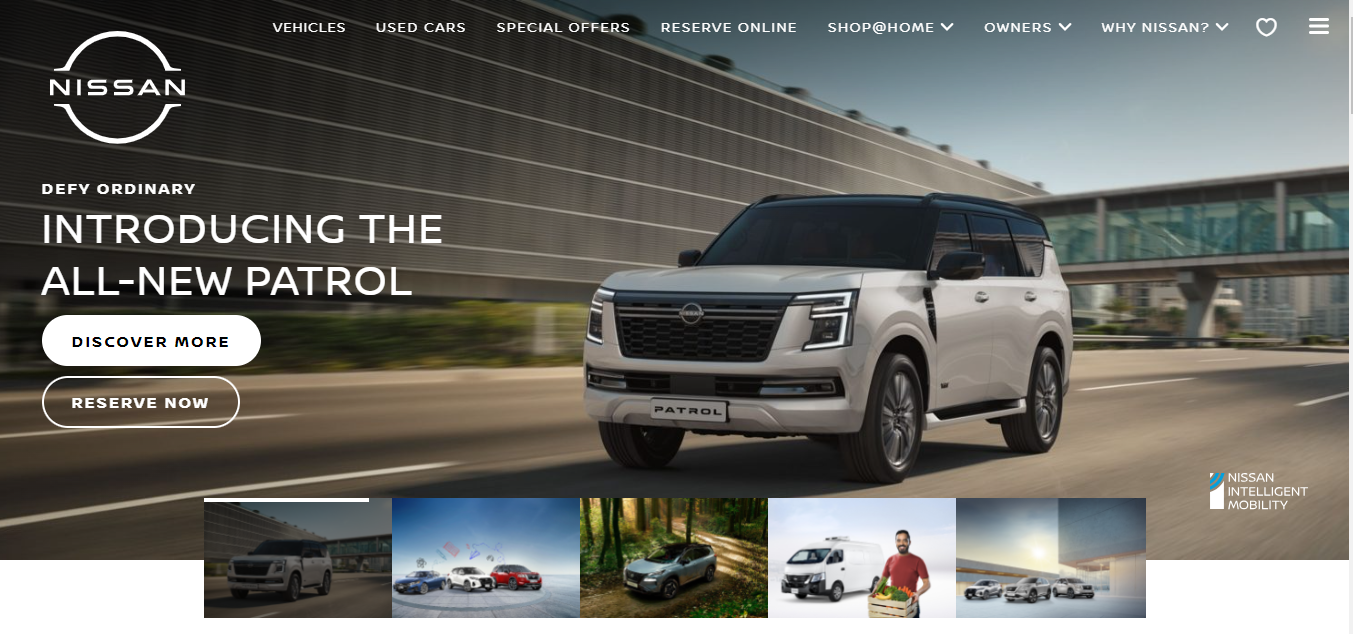 VEHICLES USED CARS SPECIAL OFFERS RESERVE ONLINE SHOP@HOME OWNERS WHY NISSAN?
NISSAN
DEFY ORDINARY
INTRODUCING THE
ALL-NEW PATROL
DISCOVER MORE
RESERVE NOW
NISSAN
PATROL
NISSAN
INTELLIGENT
MOBILITY